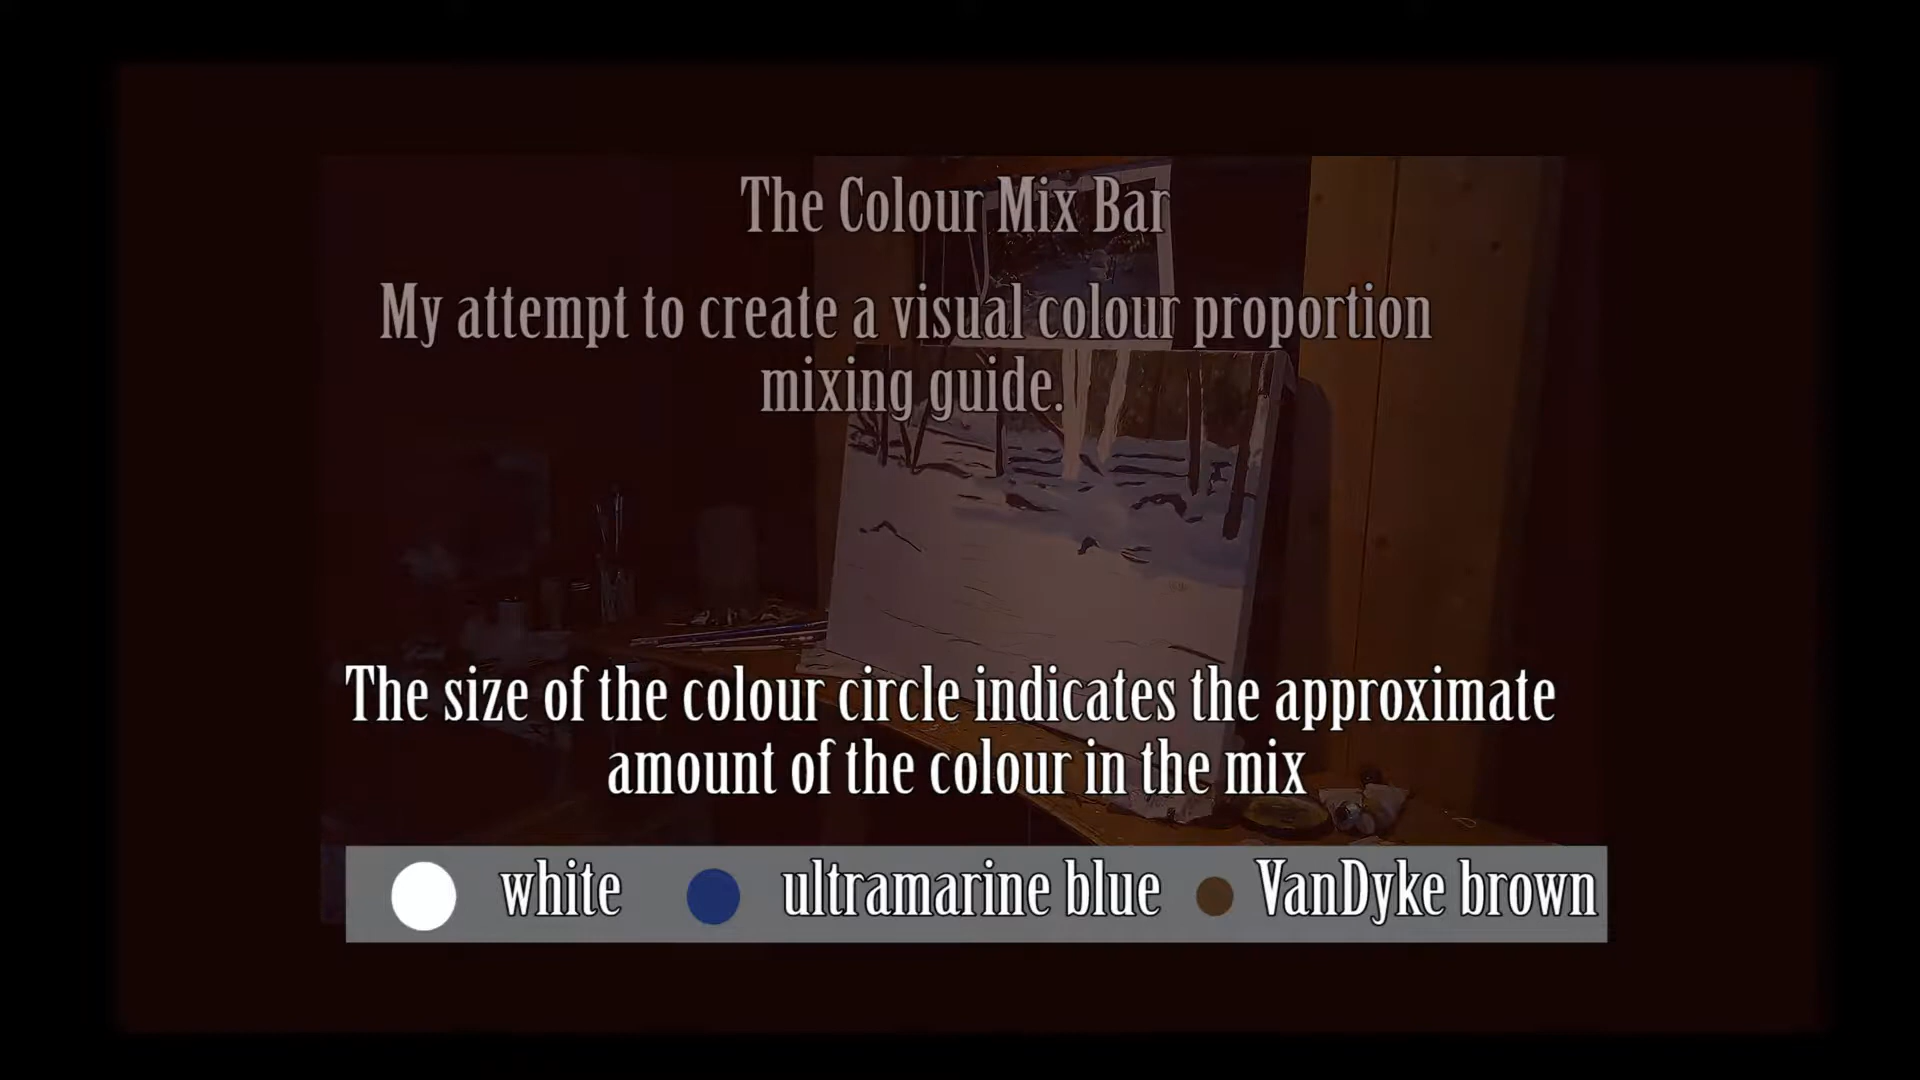 The Colour Mix Bar
My attempt to create a visual colour proportion
mixing guide.
The size of the colour circle indicates the approximate
amount of the colour in the mix
white ultramarine blue VanDyke brown